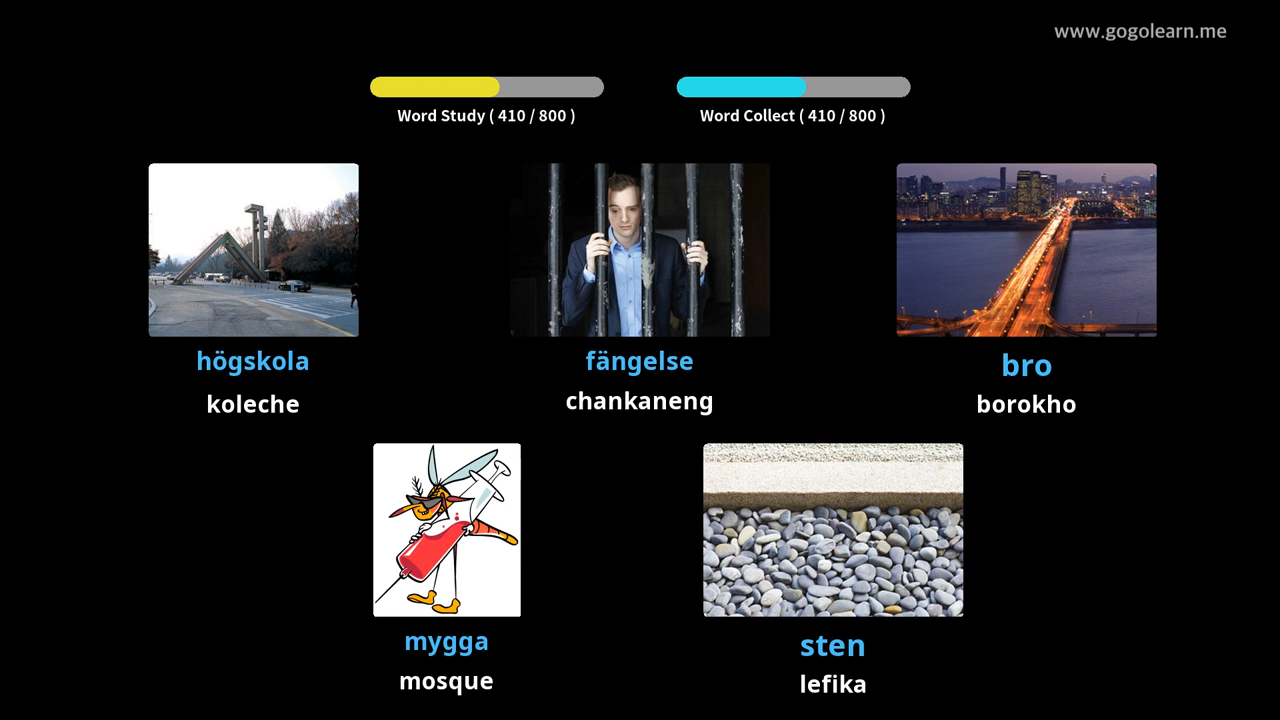 www.gogolearn.me
Word Study ( 410 / 800 )
Word Collect ( 410 / 800 )
högskola
koleche
fängelse
chankaneng
bro
borokho
mygga
mosque
sten
lefika